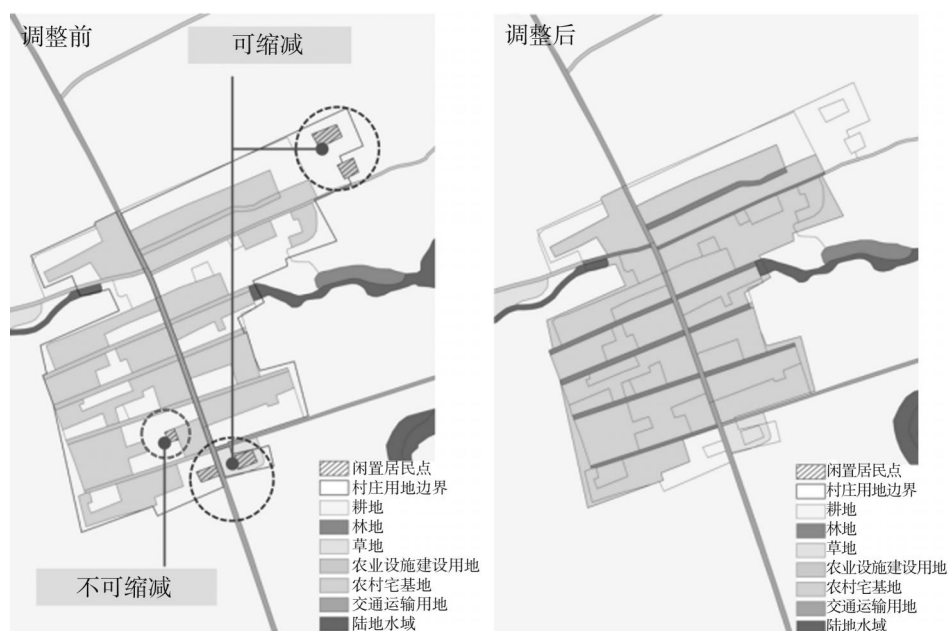 调整前
可缩减
不可缩减
闲置居民点
村庄用地边界
耕地
林地
草地
农业设施建设用地
农村宅基地
交通运输用地
陆地水域
调整后
闲置居民点
村庄用地边界
耕地
林地
草地
农业设施建设用地
农村宅基地
交通运输用地
陆地水域